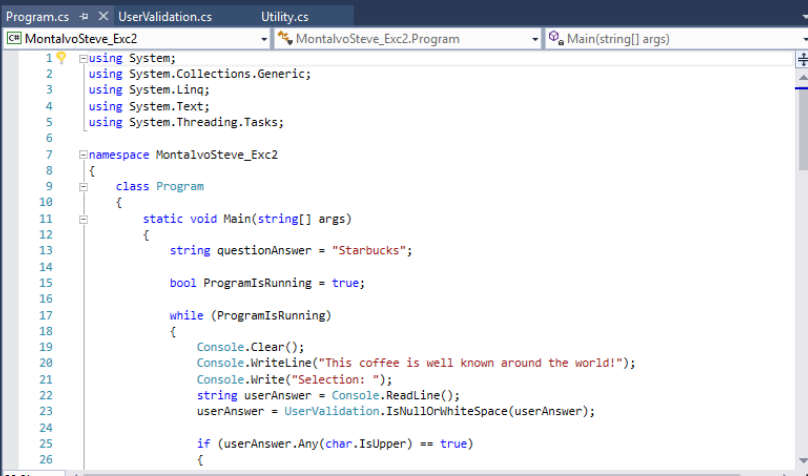 Program.cs UserValidation.cs Utility.cs
C# MontalvoSteve_Exc2 MontalvoSteve_Exc2.Program Main(string[] args)
1 using System;
2 using System.Collections.Generic;
3 using System.Linq;
4 using System.Text;
5 using System.Threading.Tasks;
6
7 namespace MontalvoSteve_Exc2
8 {
9 class Program
10 {
11 static void Main(string[] args)
12 {
13 string questionAnswer = "Starbucks";
14
15 bool ProgramIsRunning = true;
16
17 while (ProgramIsRunning)
18 {
19 Console.Clear();
20 Console.WriteLine("This coffee is well known around the world!");
21 Console.Write("Selection: ");
22 string userAnswer = Console.ReadLine();
23 userAnswer = UserValidation.IsNullOrWhiteSpace(userAnswer);
24
25 if (userAnswer.Any(char.IsUpper) == true)
26 {